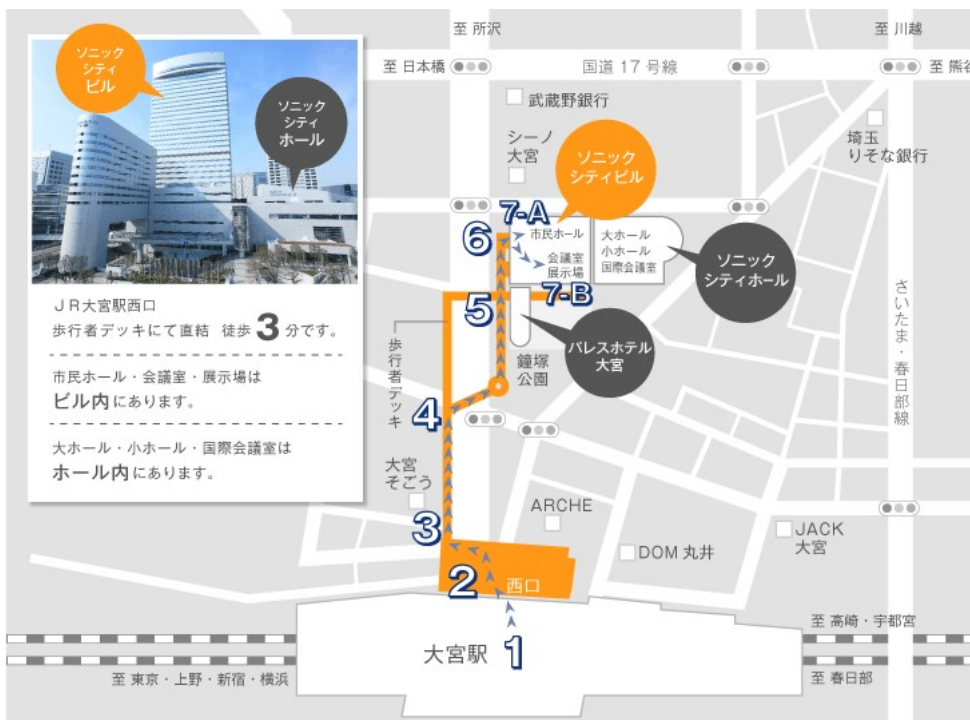 ソニック
シティ
ビル
ソニック
シティ
ホール
JR大宮駅西口
歩行者デッキにて直結 徒歩3分です。
市民ホール・会議室・展示場は
ビル内にあります。
大ホール・小ホール・国際会議室は
ホール内にあります。
至 所沢
至 川越
至 日本橋
国道17号線
至 熊谷
武蔵野銀行
シーノ
大宮
埼玉
りそな銀行
ソニック
シティビル
7-A
6
市民ホール
会議室
展示場
大ホール
小ホール
国際会議室
ソニック
シティホール
7-B
5
パレスホテル
大宮
鐘塚
公園
歩行者デッキ
さいたま・春日部線
4
大宮
そごう
3
ARCHE
DOM 丸井
JACK
大宮
2
西口
1
大宮駅
至 高崎・宇都宮
至 東京・上野・新宿・横浜
至 春日部